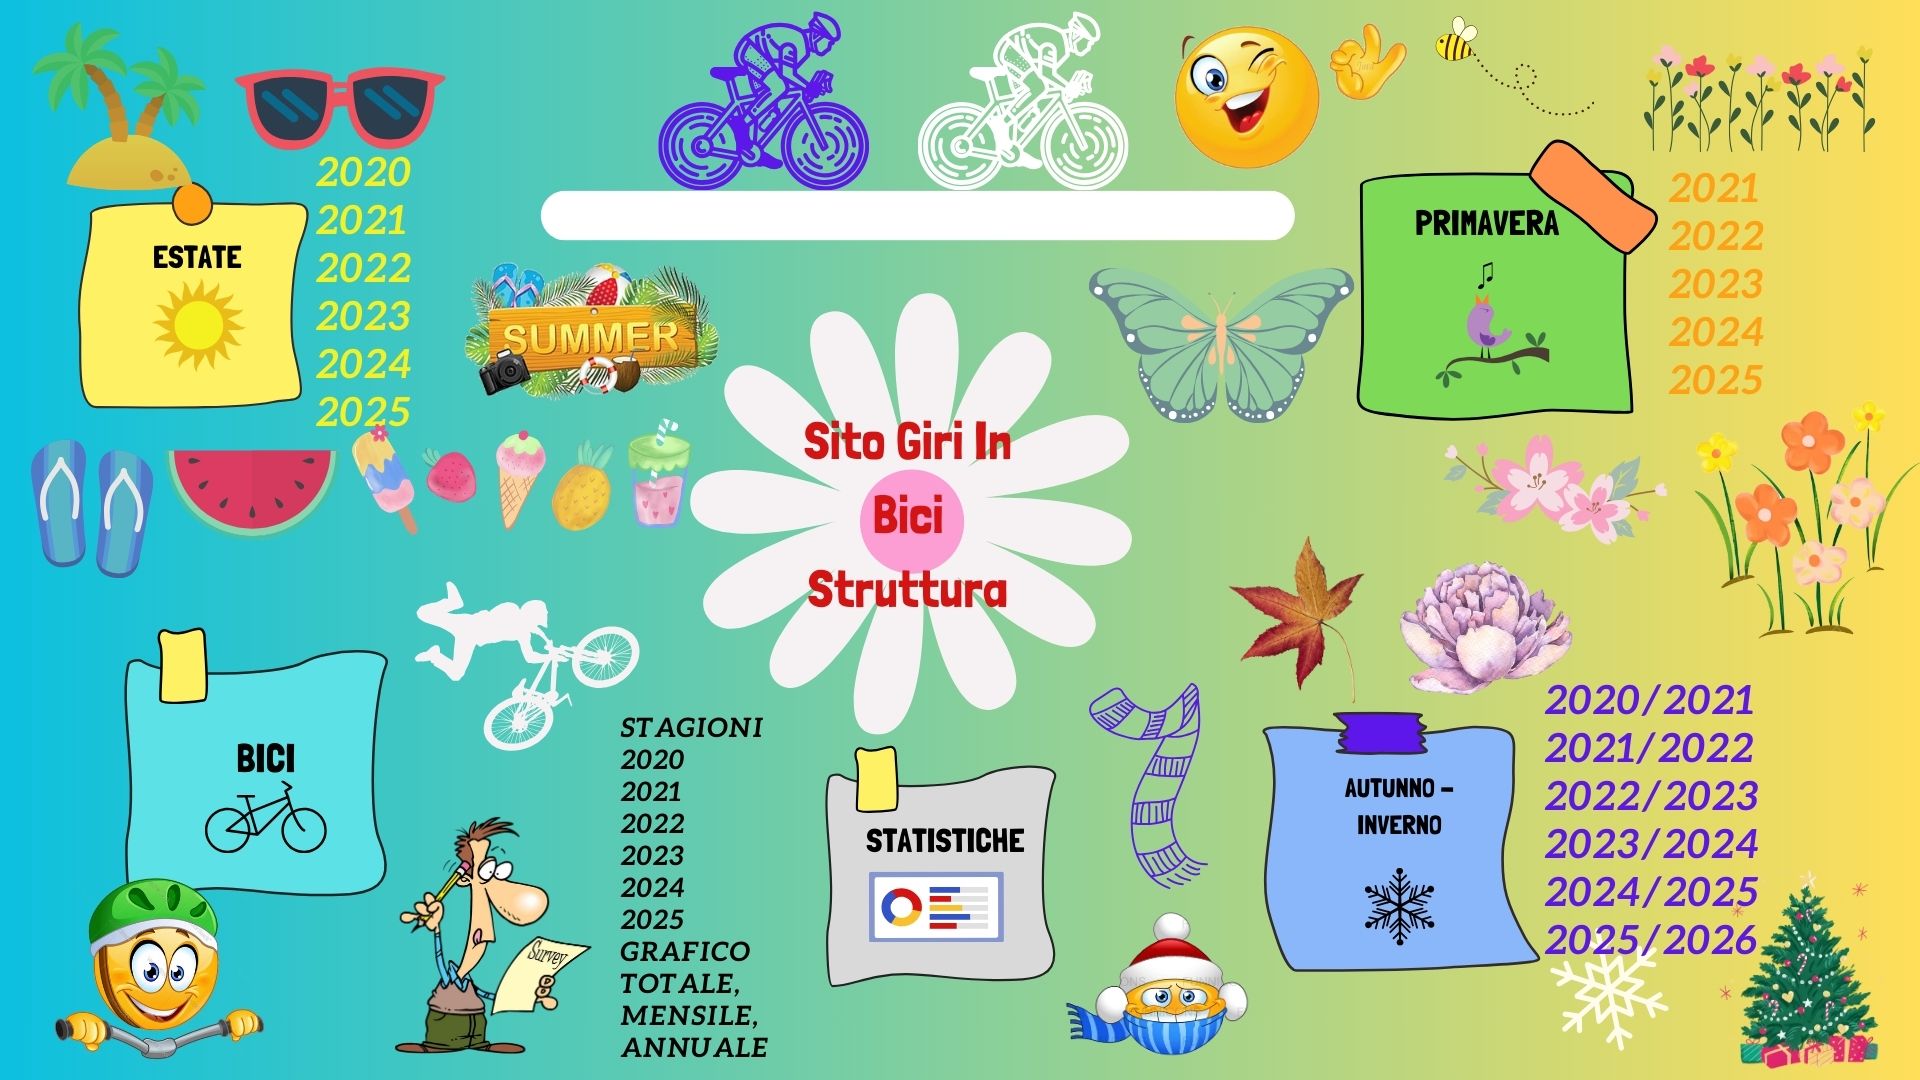 2020
2021
2022
2023
2024
2025
ESTATE
SUMMER
PRIMAVERA
2021
2022
2023
2024
2025
Sito Giri In
Bici
Struttura
BICI
STAGIONI
2020
2021
2022
2023
2024
2025
GRAFICO
TOTALE,
MENSILE,
ANNUALE
Survey
STATISTICHE
AUTUNNO -
INVERNO
2020/2021
2021/2022
2022/2023
2023/2024
2024/2025
2025/2026